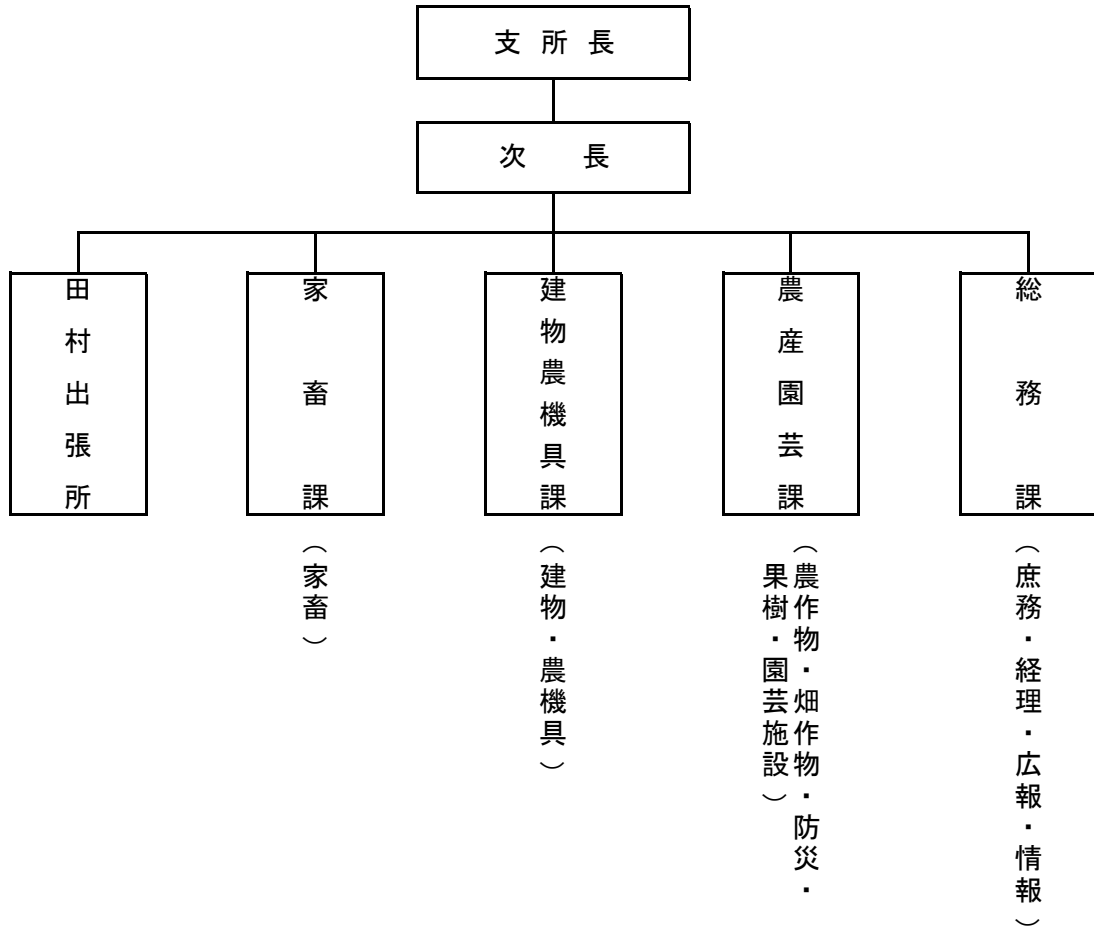 支所長
次長
総務課
（庶務・経理・広報・情報）
農産園芸課
（農作物・畑作物・防災・
果樹・園芸施設）
建物農機具課
（建物・農機具）
家畜課
（家畜）
田村出張所